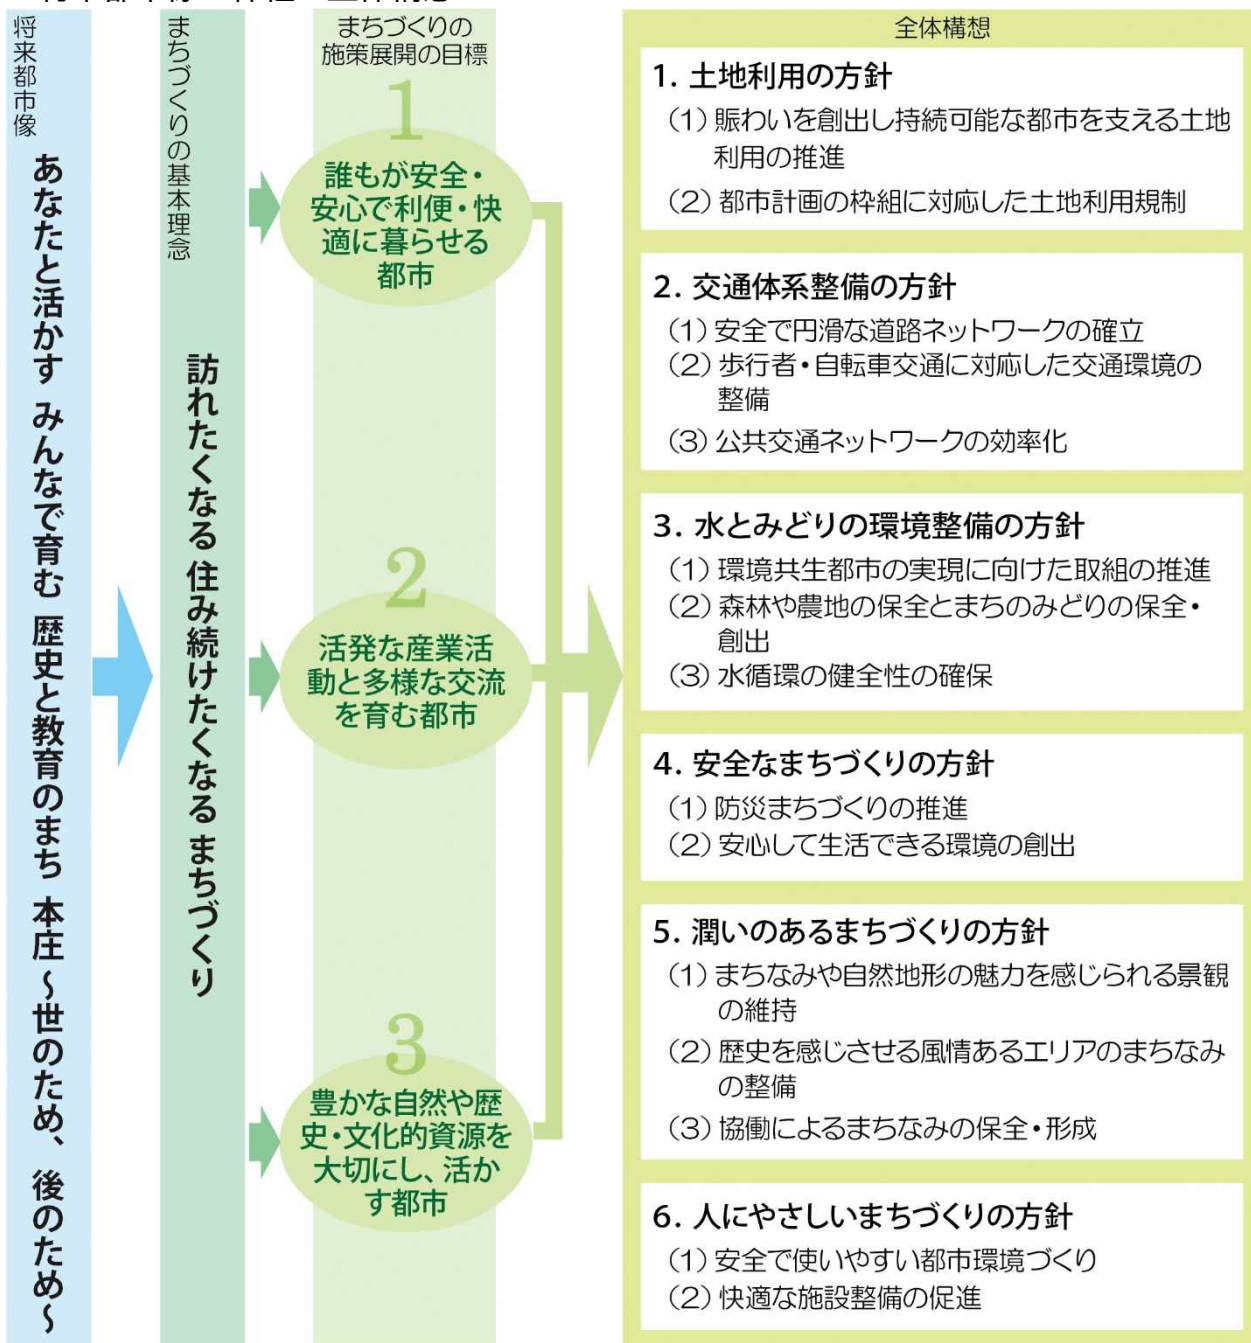 将来都市像
あなたと活かす みんなで育む 歴史と教育のまち 本庄 ～世のため、後のため～
まちづくりの基本理念
訪れたくなる 住み続けたくなる まちづくり
まちづくりの
施策展開の目標
1
誰もが安全・
安心で利便・快
適に暮らせる
都市
2
活発な産業活
動と多様な交流
を育む都市
3
豊かな自然や歴
史・文化的資源を
大切にし、活か
す都市
全体構想
1. 土地利用の方針
（1）賑わいを創出し持続可能な都市を支える土地
利用の推進
（2）都市計画の枠組に対応した土地利用規制
2. 交通体系整備の方針
（1）安全で円滑な道路ネットワークの確立
（2）歩行者・自転車交通に対応した交通環境の
整備
（3）公共交通ネットワークの効率化
3. 水とみどりの環境整備の方針
（1）環境共生都市の実現に向けた取組の推進
（2）森林や農地の保全とまちのみどりの保全・
創出
（3）水循環の健全性の確保
4. 安全なまちづくりの方針
（1）防災まちづくりの推進
（2）安心して生活できる環境の創出
5. 潤いのあるまちづくりの方針
（1）まちなみや自然地形の魅力を感じられる景観
の維持
（2）歴史を感じさせる風情あるエリアのまちなみ
の整備
（3）協働によるまちなみの保全・形成
6. 人にやさしいまちづくりの方針
（1）安全で使いやすい都市環境づくり
（2）快適な施設整備の促進